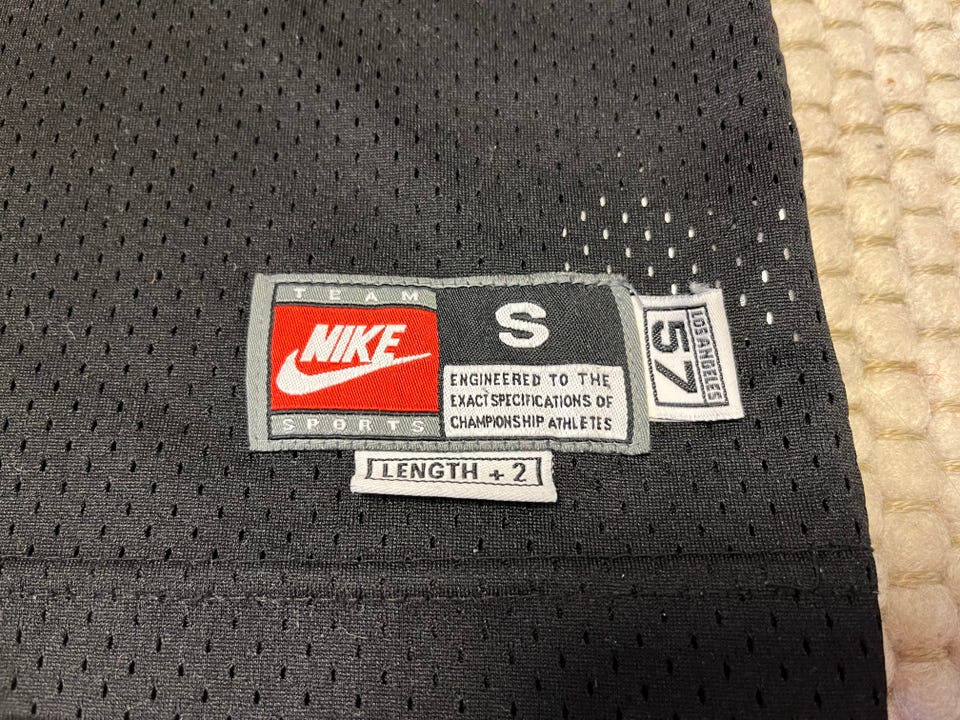 TEAM
NIKE
SPORTS
S
ENGINEERED TO THE
EXACT SPECIFICATIONS OF
CHAMPIONSHIP ATHLETES
LENGTH + 2
LOS ANGELES
57